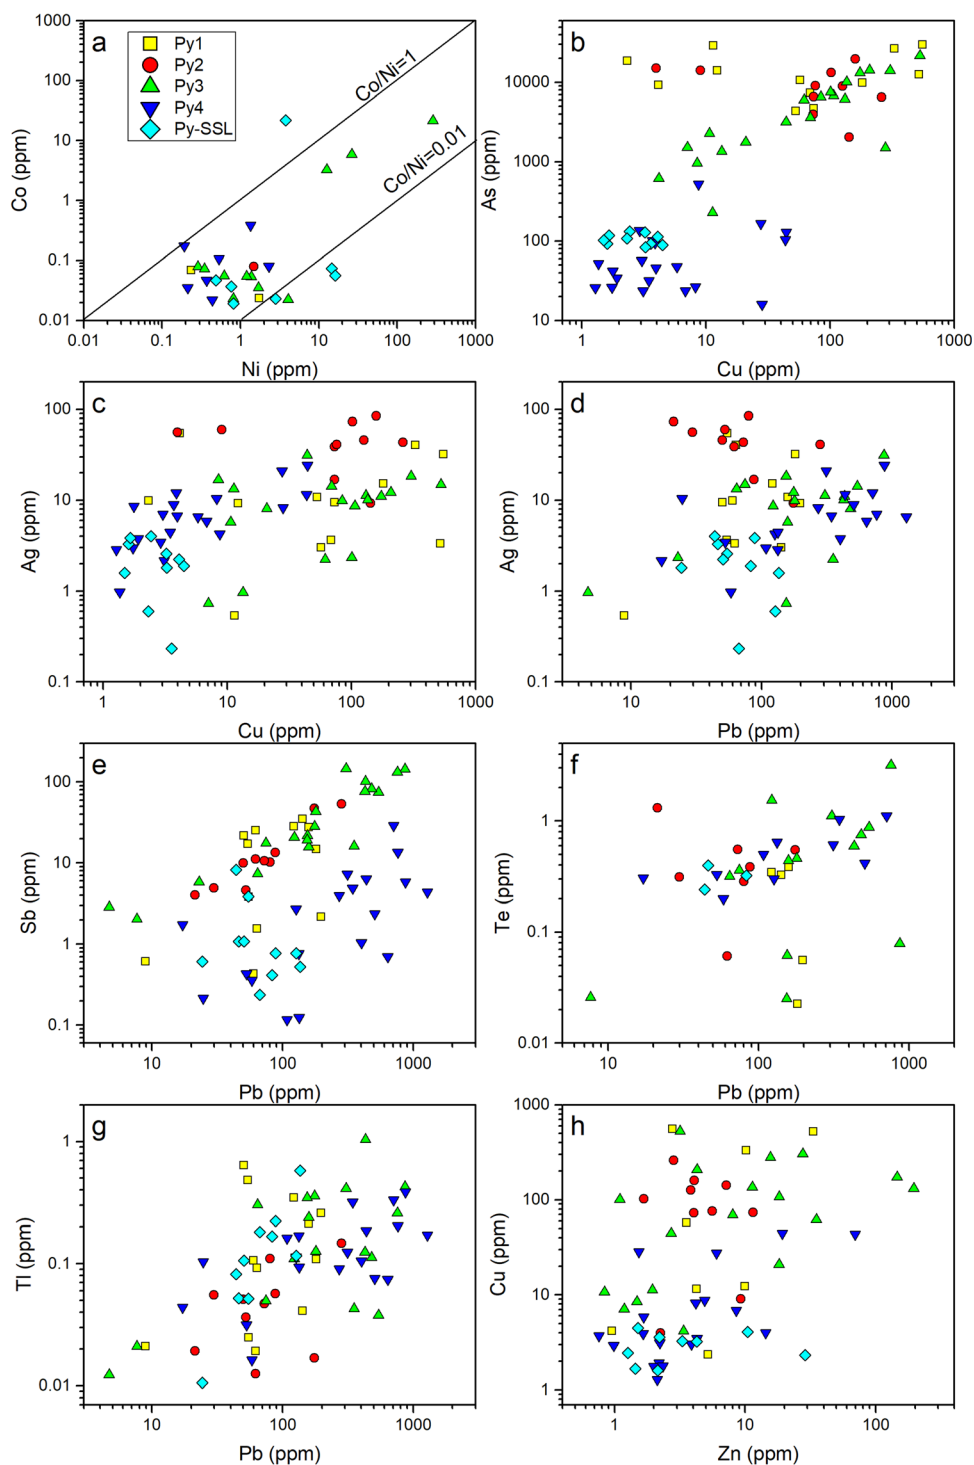 a
Py1
Py2
Py3
Py4
Py-SSL
Co/Ni=1
Co/Ni=0.01
1000
100
10
1
0.1
0.01
Co (ppm)
0.01 0.1 1 10 100 1000
Ni (ppm)
b
10000
1000
100
10
As (ppm)
1 10 100 1000
Cu (ppm)
c
100
10
1
0.1
Ag (ppm)
1 10 100 1000
Cu (ppm)
d
100
10
1
0.1
Ag (ppm)
10 100 1000
Pb (ppm)
e
100
10
1
0.1
Sb (ppm)
10 100 1000
Pb (ppm)
f
1
0.1
0.01
Te (ppm)
10 100 1000
Pb (ppm)
g
1
0.1
0.01
Tl (ppm)
10 100 1000
Pb (ppm)
h
1000
100
10
1
Cu (ppm)
1 10 100
Zn (ppm)